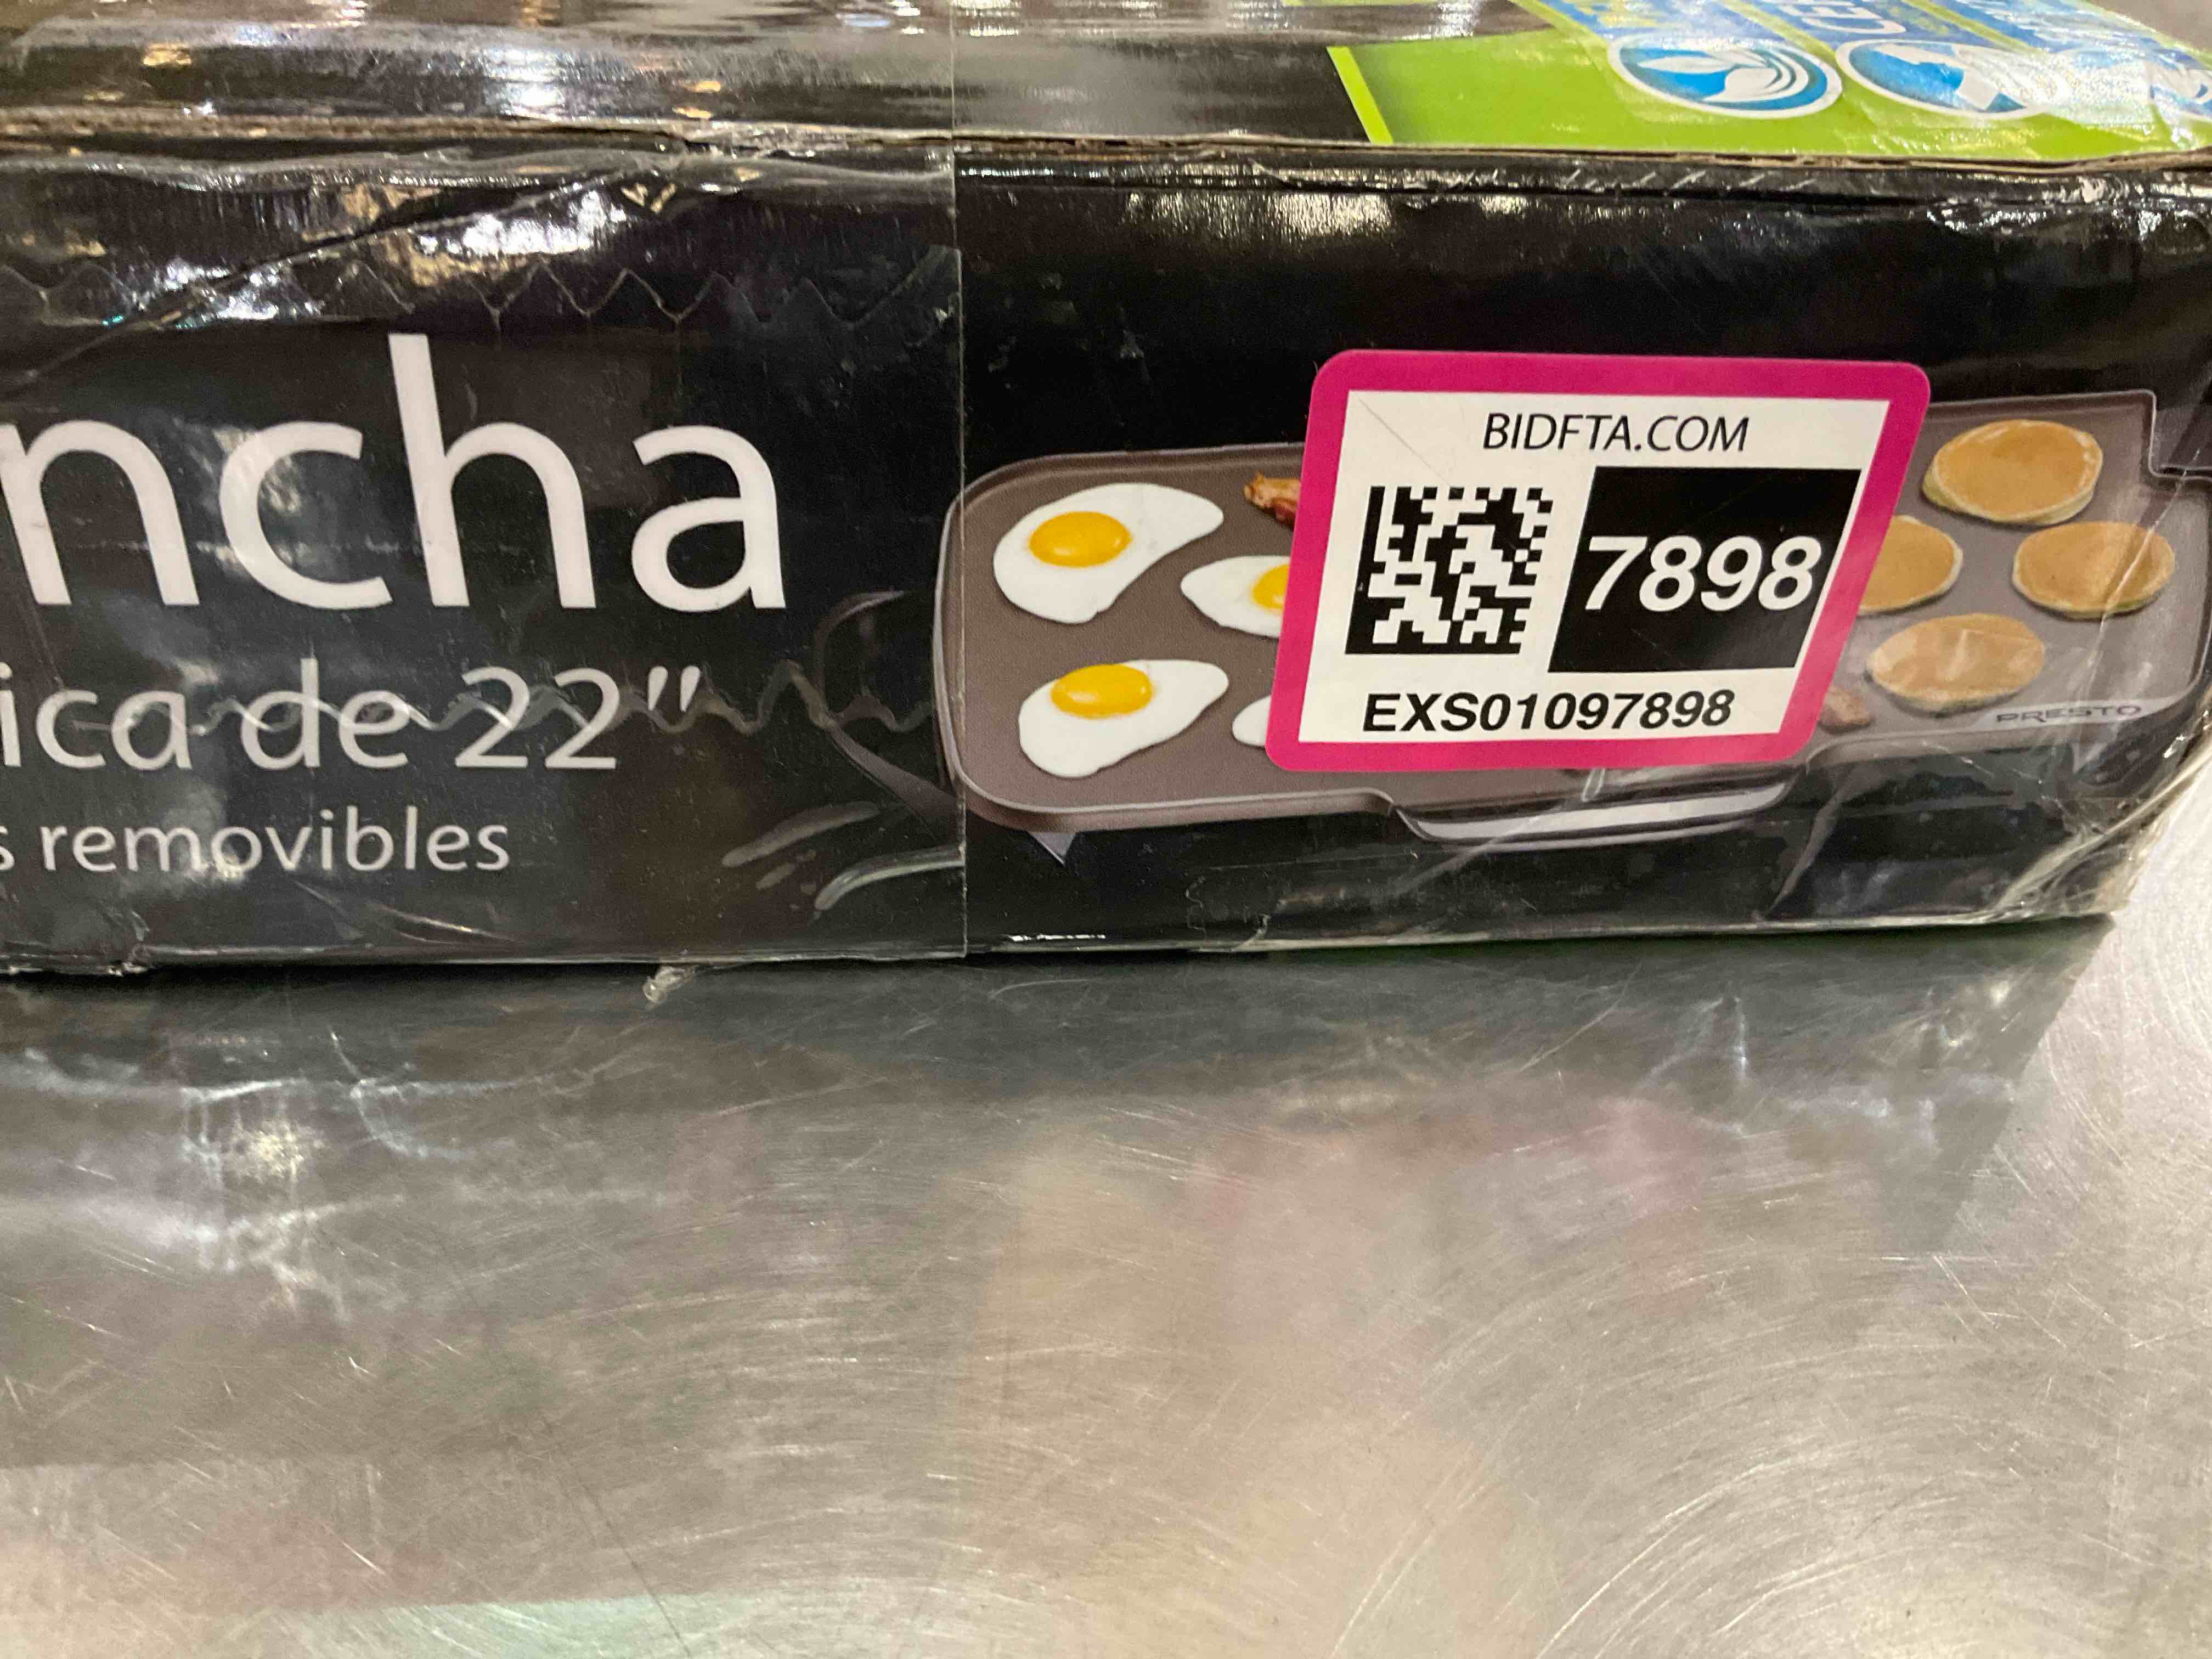 ncha
ica de 22"
s removibles
BIDFTA.COM
7898
EXS01097898
PRESTO